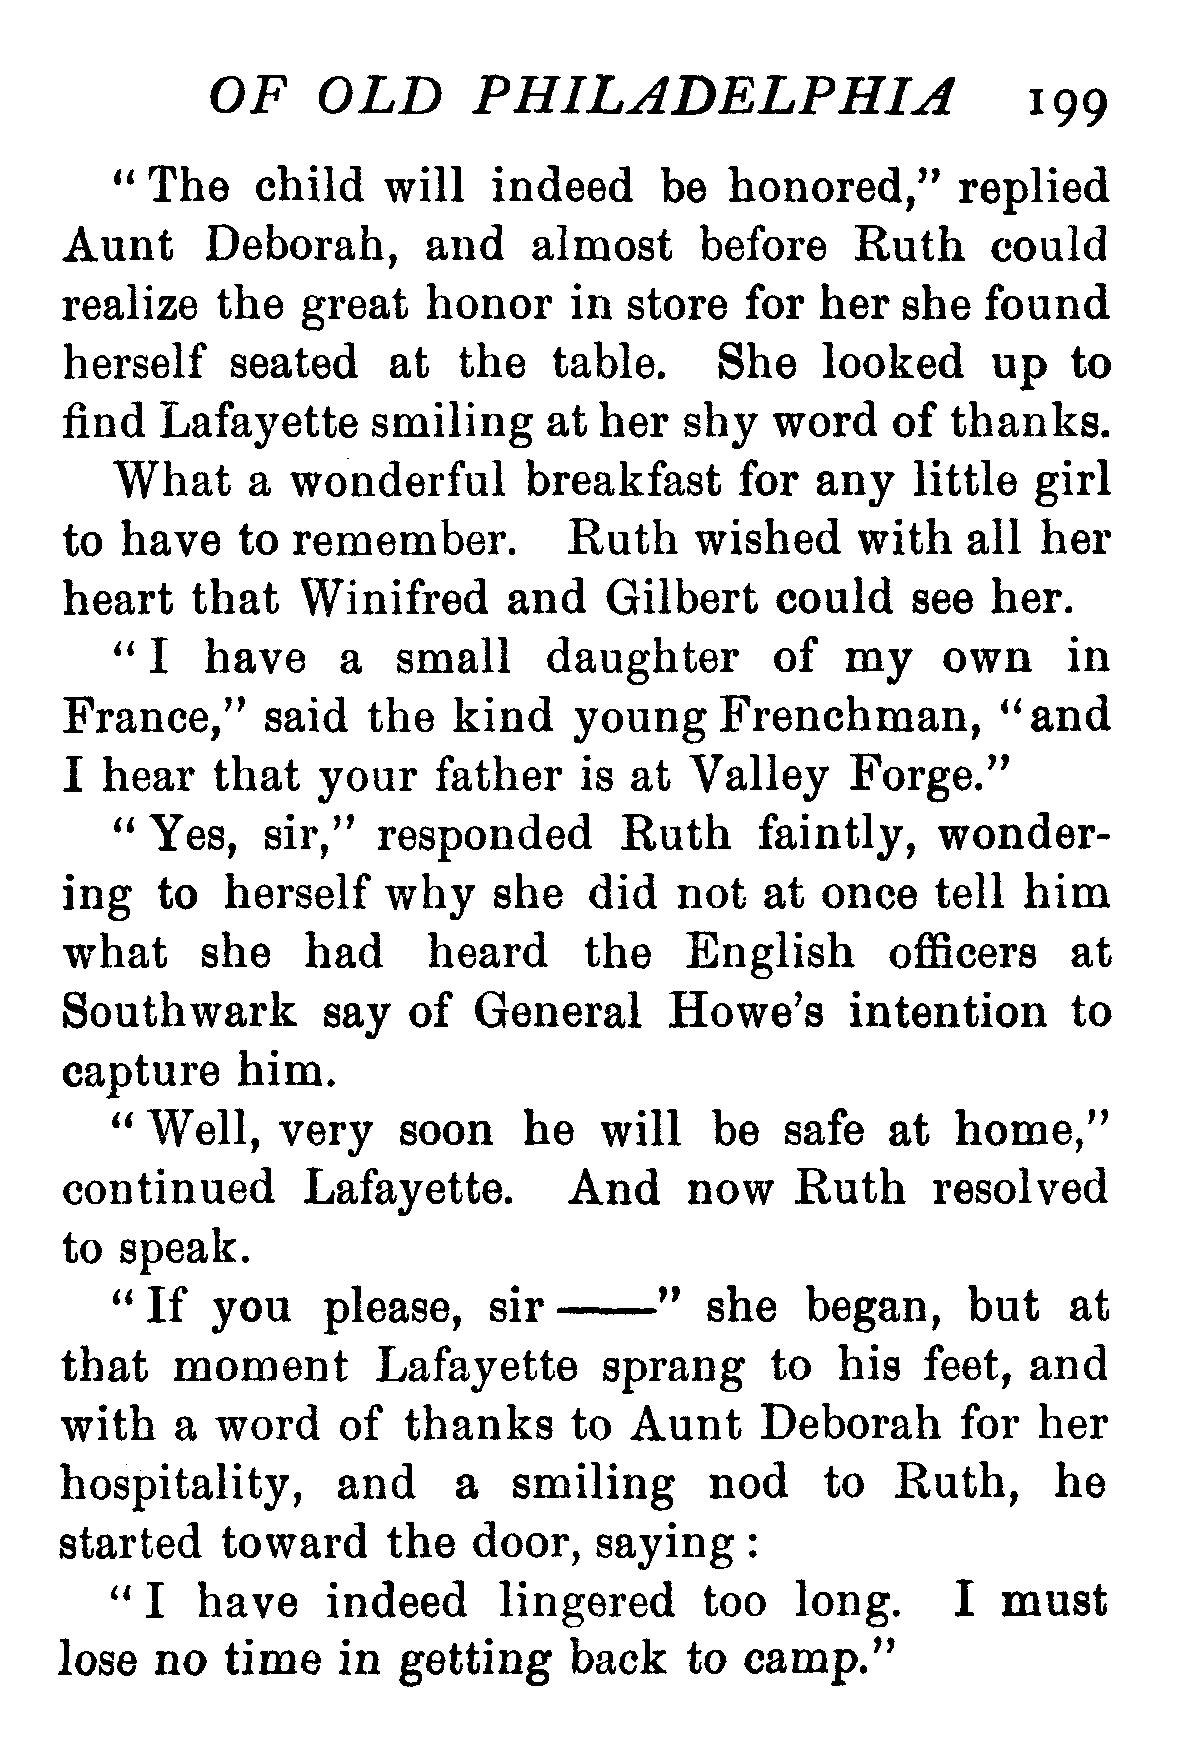 OF OLD PHILADELPHIA 199
“ The child will indeed be honored,” replied
Aunt Deborah, and almost before Ruth could
realize the great honor in store for her she found
herself seated at the table. She looked up to
find Lafayette smiling at her shy word of thanks.
What a wonderful breakfast for any little girl
to have to remember. Ruth wished with all her
heart that Winifred and Gilbert could see her.
“ I have a small daughter of my own in
France,” said the kind young Frenchman, “and
I hear that your father is at Valley Forge.”
“ Yes, sir,” responded Ruth faintly, wonder-
ing to herself why she did not at once tell him
what she had heard the English officers at
Southwark say of General Howe’s intention to
capture him.
“ Well, very soon he will be safe at home,”
continued Lafayette. And now Ruth resolved
to speak.
“ If you please, sir ——” she began, but at
that moment Lafayette sprang to his feet, and
with a word of thanks to Aunt Deborah for her
hospitality, and a smiling nod to Ruth, he
started toward the door, saying :
“ I have indeed lingered too long. I must
lose no time in getting back to camp.”